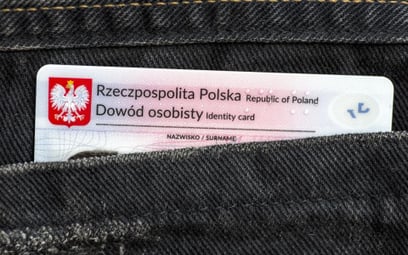 Rzeczpospolita Polska Republic of Poland
Dowód osobisty Identity card
NAZWISKO / SURNAME